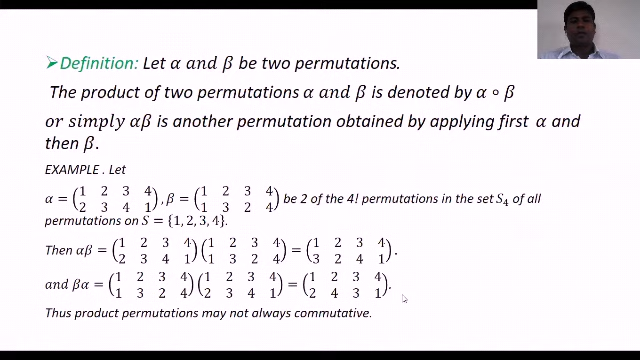 ➢Definition: Let α and β be two permutations.
The product of two permutations α and β is denoted by α ∘ β
or simply αβ is another permutation obtained by applying first α and
then β.
EXAMPLE . Let
α = (1 2 3 4 / 2 3 4 1), β = (1 2 3 4 / 1 3 2 4) be 2 of the 4! permutations in the set S₄ of all
permutations on S = {1, 2, 3, 4}.
Then αβ = (1 2 3 4 / 2 3 4 1)(1 2 3 4 / 1 3 2 4) = (1 2 3 4 / 3 2 4 1).
and βα = (1 2 3 4 / 1 3 2 4)(1 2 3 4 / 2 3 4 1) = (1 2 3 4 / 2 4 3 1).
Thus product permutations may not always commutative.